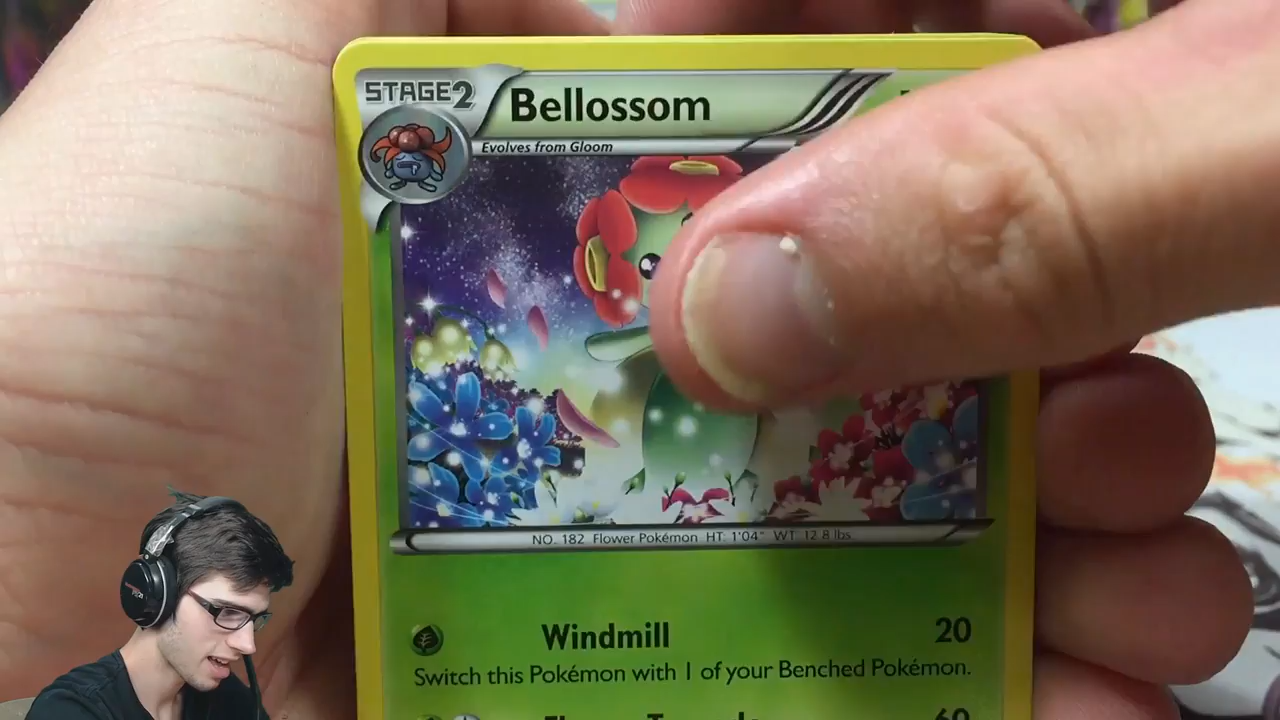 STAGE2
Bellossom
Evolves from Gloom
NO. 182 Flower Pokémon HT: 1'04" WT: 12.8 lbs
Windmill 20
Switch this Pokémon with 1 of your Benched Pokémon.
60